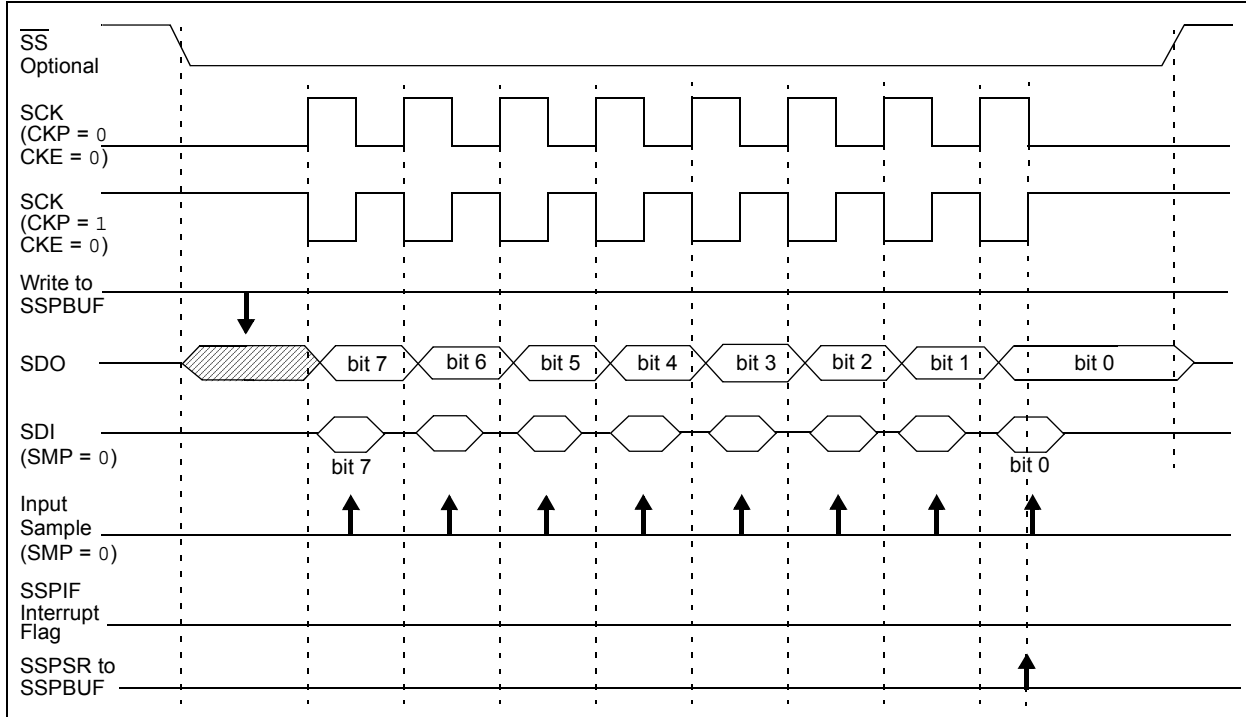 SS
Optional
SCK
(CKP = 0
CKE = 0)
SCK
(CKP = 1
CKE = 0)
Write to
SSPBUF
SDO
bit 7
bit 6
bit 5
bit 4
bit 3
bit 2
bit 1
bit 0
SDI
(SMP = 0)
bit 7
bit 0
Input
Sample
(SMP = 0)
SSPIF
Interrupt
Flag
SSPSR to
SSPBUF